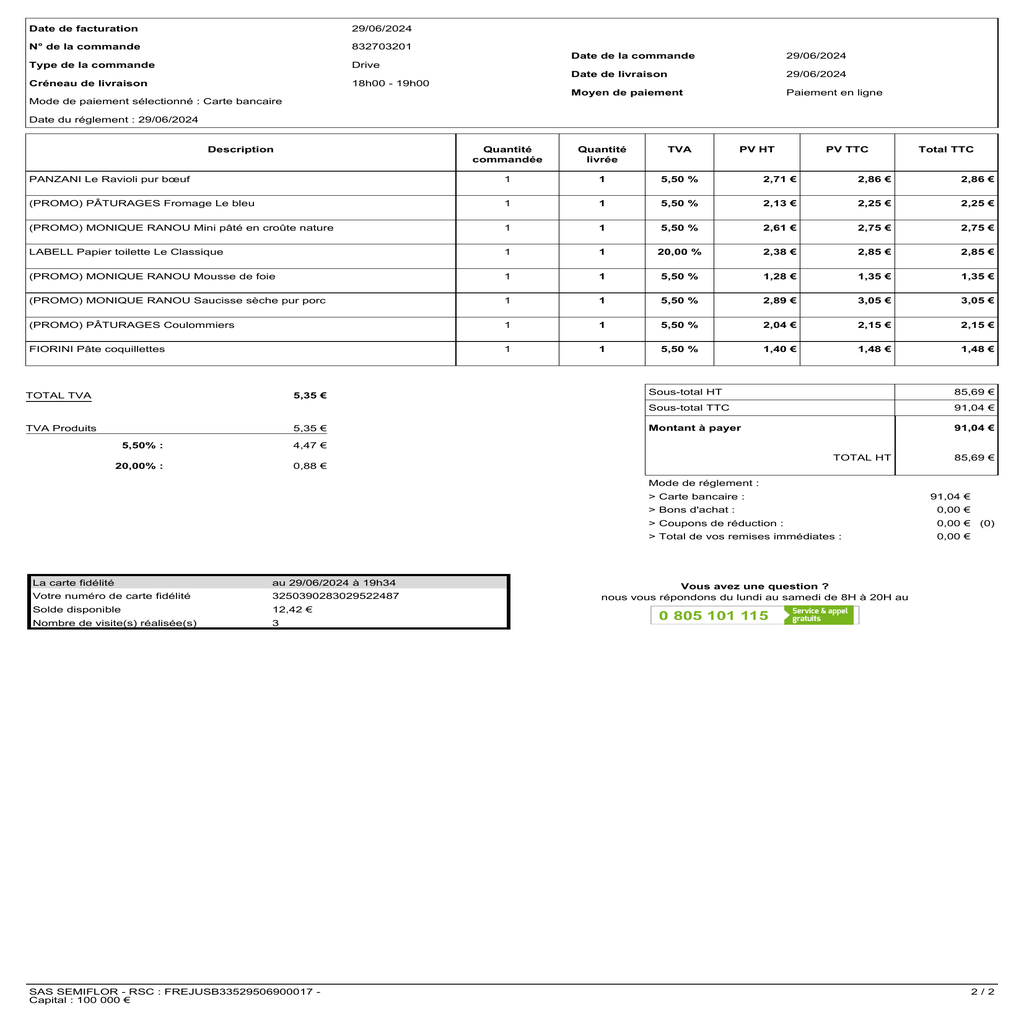 Date de facturation 29/06/2024
N° de la commande 832703201
Type de la commande Drive
Créneau de livraison 18h00 - 19h00
Mode de paiement sélectionné : Carte bancaire
Date du réglement : 29/06/2024
Date de la commande 29/06/2024
Date de livraison 29/06/2024
Moyen de paiement Paiement en ligne
Description Quantité commandée Quantité livrée TVA PV HT PV TTC Total TTC
PANZANI Le Ravioli pur bœuf 1 1 5,50 % 2,71 € 2,86 € 2,86 €
(PROMO) PÂTURAGES Fromage Le bleu 1 1 5,50 % 2,13 € 2,25 € 2,25 €
(PROMO) MONIQUE RANOU Mini pâté en croûte nature 1 1 5,50 % 2,61 € 2,75 € 2,75 €
LABELL Papier toilette Le Classique 1 1 20,00 % 2,38 € 2,85 € 2,85 €
(PROMO) MONIQUE RANOU Mousse de foie 1 1 5,50 % 1,28 € 1,35 € 1,35 €
(PROMO) MONIQUE RANOU Saucisse sèche pur porc 1 1 5,50 % 2,89 € 3,05 € 3,05 €
(PROMO) PÂTURAGES Coulommiers 1 1 5,50 % 2,04 € 2,15 € 2,15 €
FIORINI Pâte coquillettes 1 1 5,50 % 1,40 € 1,48 € 1,48 €
TOTAL TVA 5,35 €
TVA Produits 5,35 €
5,50% : 4,47 €
20,00% : 0,88 €
Sous-total HT 85,69 €
Sous-total TTC 91,04 €
Montant à payer 91,04 €
TOTAL HT 85,69 €
Mode de réglement :
> Carte bancaire : 91,04 €
> Bons d'achat : 0,00 €
> Coupons de réduction : 0,00 € (0)
> Total de vos remises immédiates : 0,00 €
La carte fidélité au 29/06/2024 à 19h34
Votre numéro de carte fidélité 3250390283029522487
Solde disponible 12,42 €
Nombre de visite(s) réalisée(s) 3
Vous avez une question ?
nous vous répondons du lundi au samedi de 8H à 20H au
0 805 101 115 Service & appel
gratuits
SAS SEMIFLOR - RSC : FREJUSB33529506900017 -
Capital : 100 000 €
2 / 2